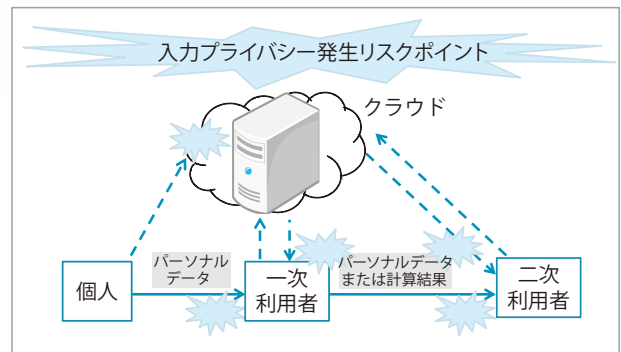 入力プライバシー発生リスクポイント
クラウド
パーソナル
データ
パーソナルデータ
または計算結果
個人
一次
利用者
二次
利用者